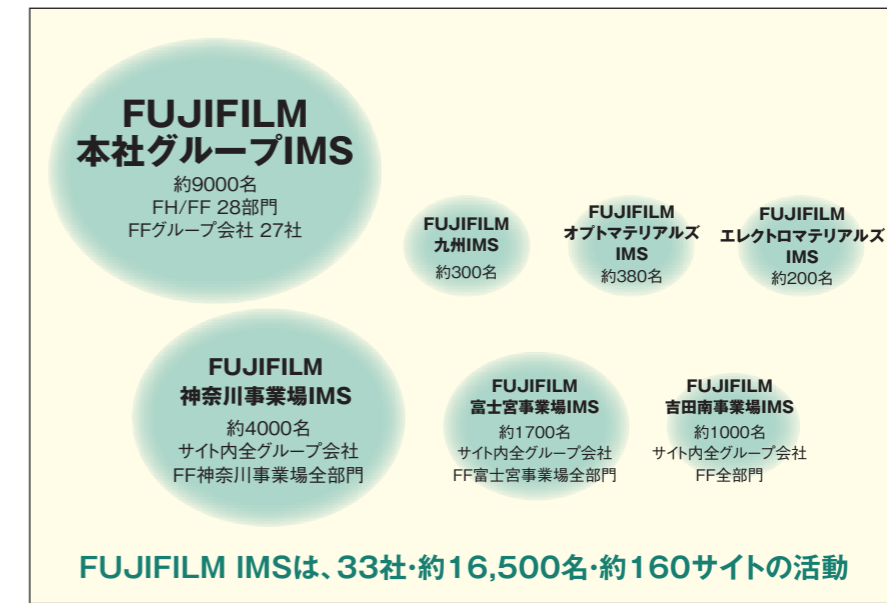 FUJIFILM
本社グループIMS
約9000名
FH/FF 28部門
FFグループ会社 27社
FUJIFILM
九州IMS
約300名
FUJIFILM
オプトマテリアルズ
IMS
約380名
FUJIFILM
エレクトロマテリアルズ
IMS
約200名
FUJIFILM
神奈川事業場IMS
約4000名
サイト内全グループ会社
FF神奈川事業場全部門
FUJIFILM
富士宮事業場IMS
約1700名
サイト内全グループ会社
FF富士宮事業場全部門
FUJIFILM
吉田南事業場IMS
約1000名
サイト内全グループ会社
FF全部門
FUJIFILM IMSは、33社・約16,500名・約160サイトの活動